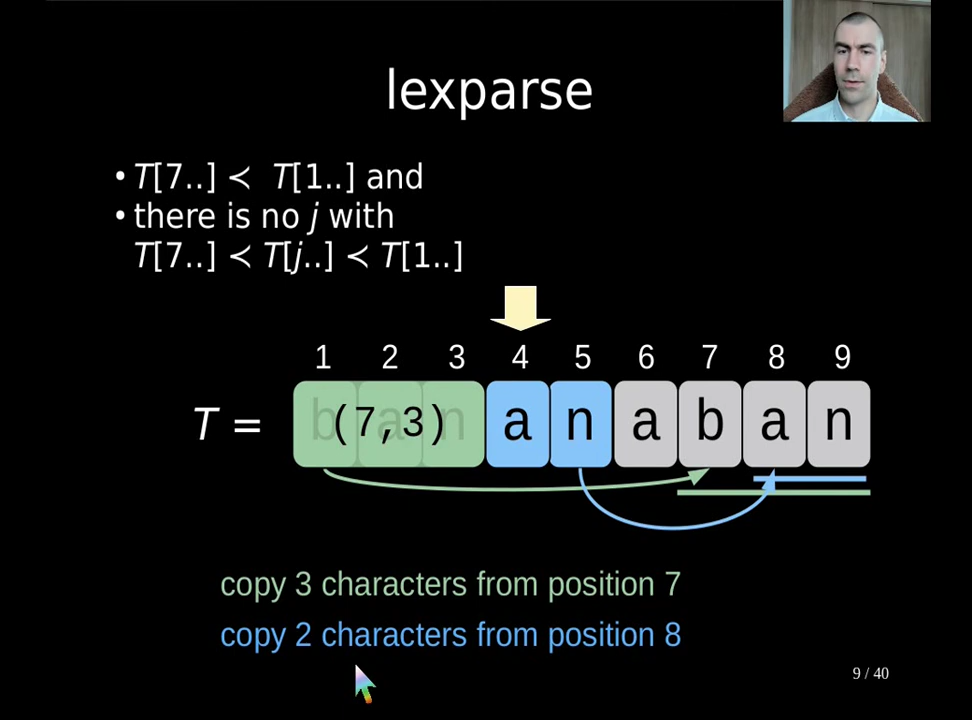 lexparse
• T[7..] ≺ T[1..] and
• there is no j with
T[7..] ≺ T[j..] ≺ T[1..]
1 2 3 4 5 6 7 8 9
T = b a n (7,3) a n a b a n
copy 3 characters from position 7
copy 2 characters from position 8
9 / 40